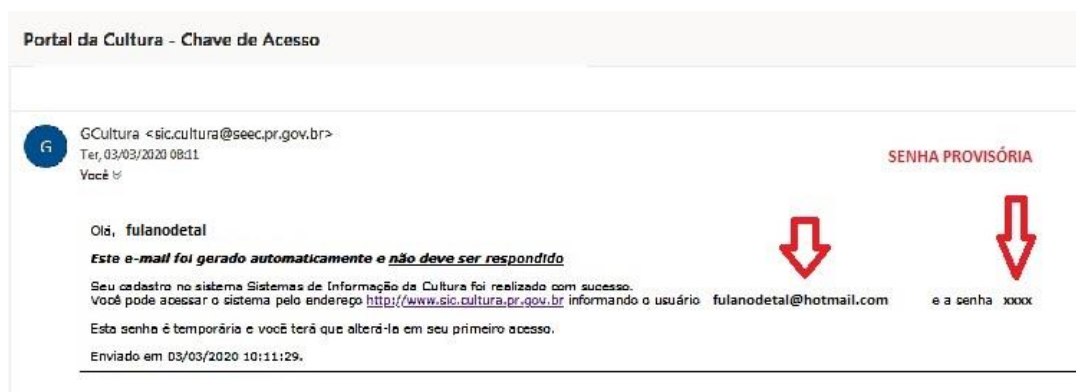 Portal da Cultura - Chave de Acesso
G
GCultura <sic.cultura@seec.pr.gov.br>
Ter, 03/03/2020 08:11
Você
SENHA PROVISÓRIA
Olá, fulanodetal
Este e-mail foi gerado automaticamente e não deve ser respondido
Seu cadastro no sistema Sistemas de Informação da Cultura foi realizado com sucesso.
Você pode acessar o sistema pelo endereço http://www.sic.cultura.pr.gov.br informando o usuário fulanodetal@hotmail.com e a senha xxxx
Esta senha é temporária e você terá que alterá-la em seu primeiro acesso.
Enviado em 03/03/2020 10:11:29.